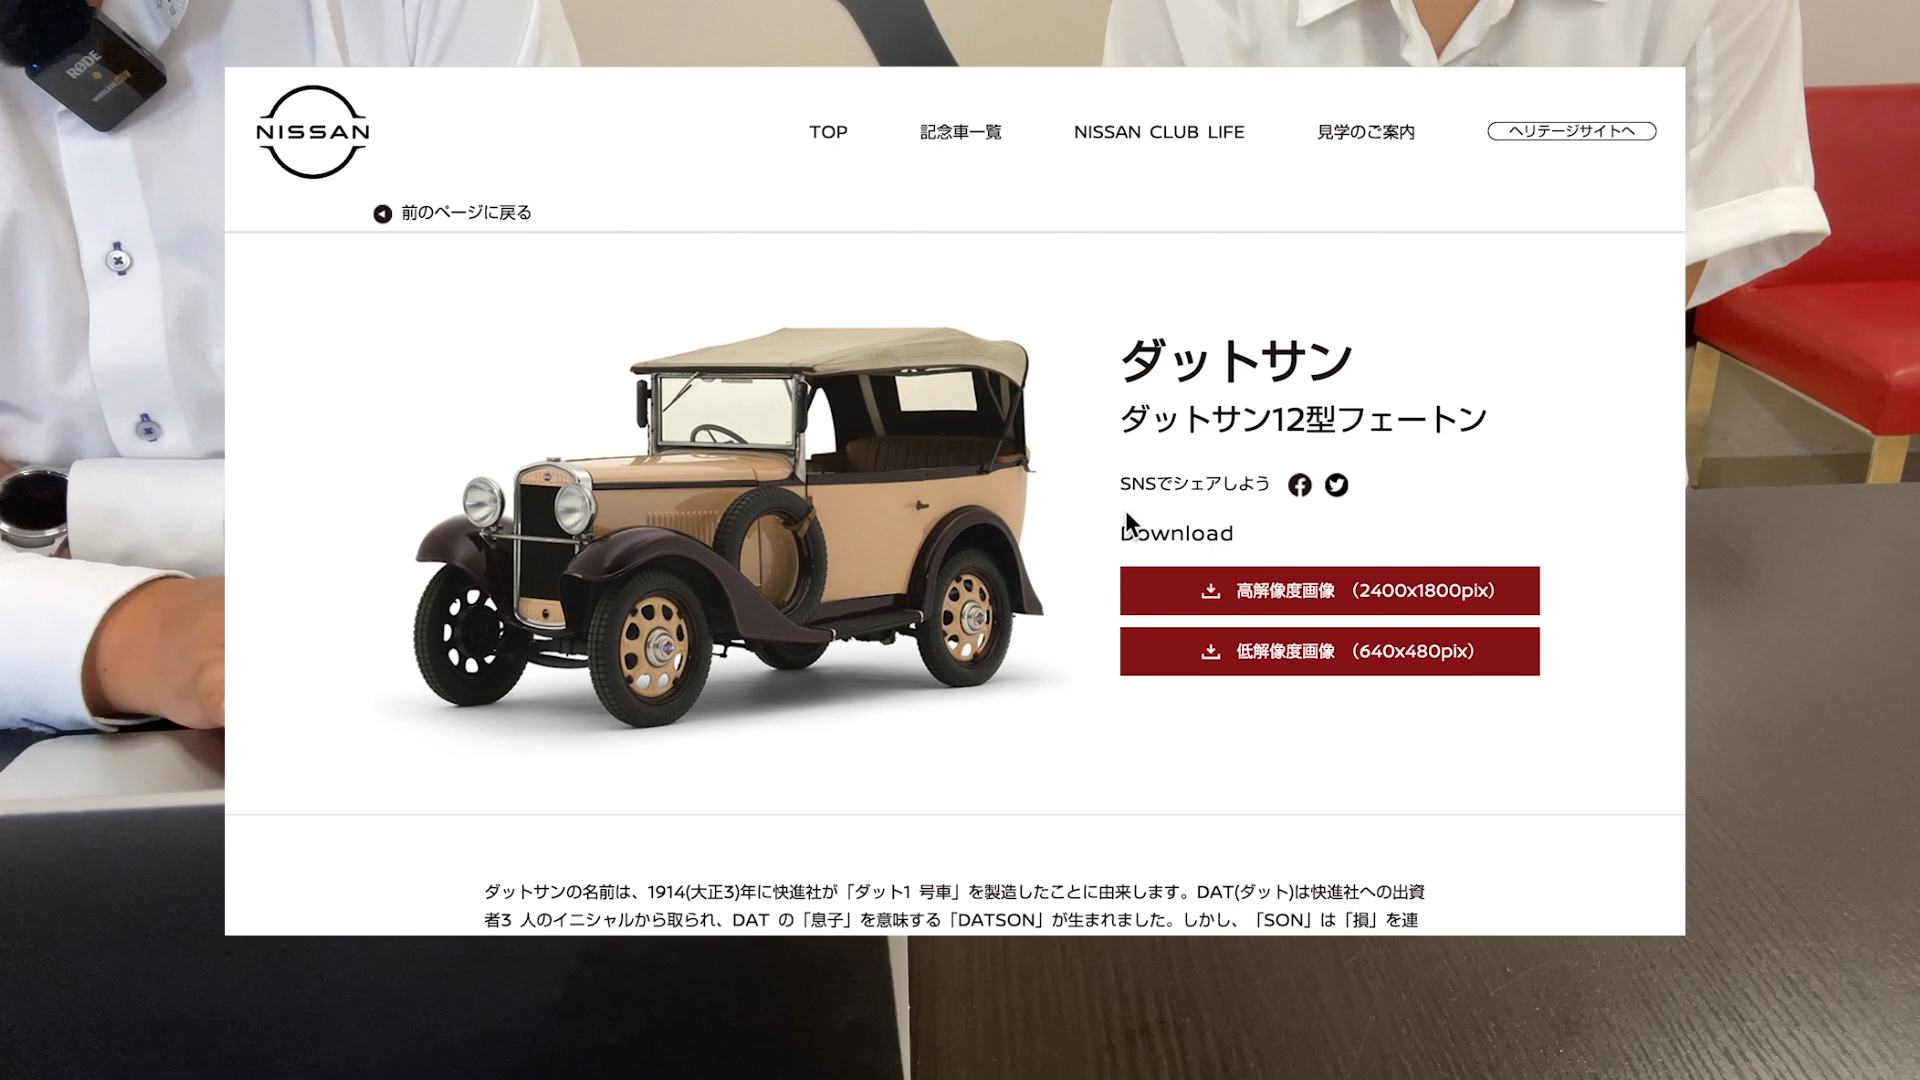 RØDE
NISSAN
TOP
記念車一覧
NISSAN CLUB LIFE
見学のご案内
ヘリテージサイトへ
前のページに戻る
ダットサン
ダットサン12型フェートン
SNSでシェアしよう
Download
高解像度画像 （2400x1800pix）
低解像度画像 （640x480pix）
ダットサンの名前は、1914(大正3)年に快進社が「ダット1 号車」を製造したことに由来します。DAT(ダット)は快進社への出資
者3 人のイニシャルから取られ、DAT の「息子」を意味する「DATSON」が生まれました。しかし、「SON」は「損」を連